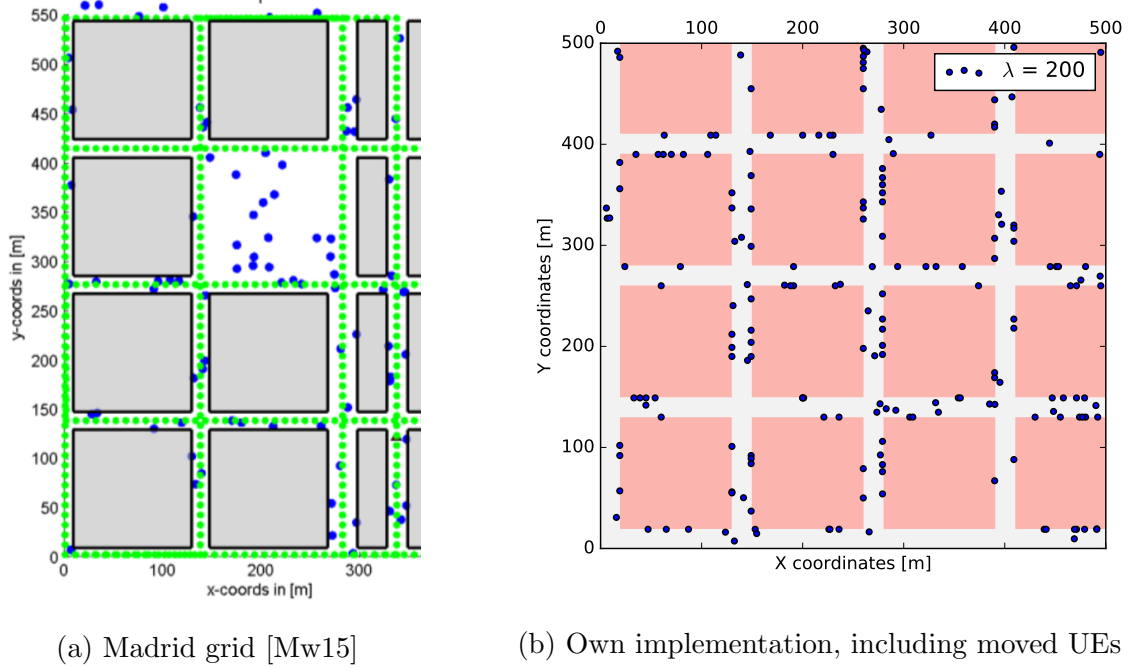 550
500
450
400
350
300
250
200
150
100
50
0
y-coords in [m]
0 100 200 300
x-coords in [m]
(a) Madrid grid [Mw15]
0 100 200 300 400 500
500
400
300
200
100
0
Y coordinates [m]
λ = 200
X coordinates [m]
(b) Own implementation, including moved UEs